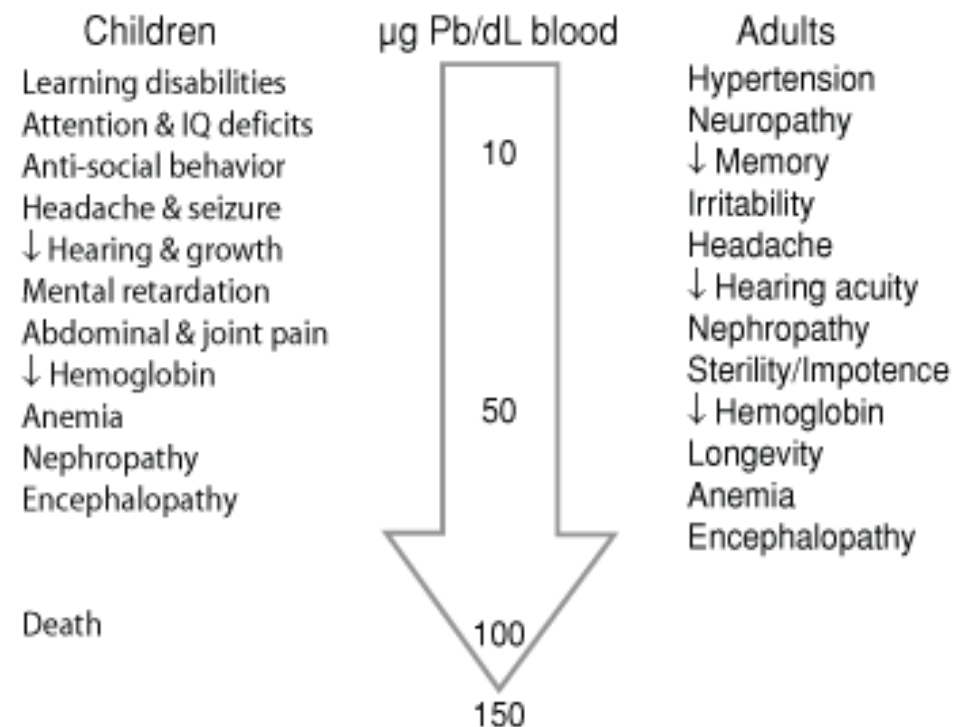 Children
Learning disabilities
Attention & IQ deficits
Anti-social behavior
Headache & seizure
↓ Hearing & growth
Mental retardation
Abdominal & joint pain
↓ Hemoglobin
Anemia
Nephropathy
Encephalopathy
Death
µg Pb/dL blood
10
50
100
150
Adults
Hypertension
Neuropathy
↓ Memory
Irritability
Headache
↓ Hearing acuity
Nephropathy
Sterility/Impotence
↓ Hemoglobin
Longevity
Anemia
Encephalopathy